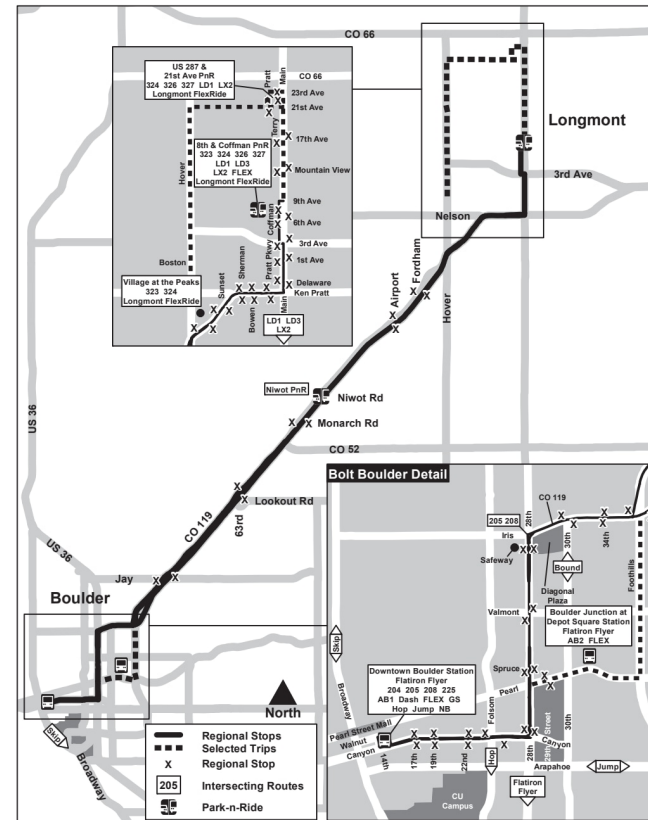 CO 66
US 287 &
21st Ave PnR
324 326 327 LD1 LX2
Longmont FlexRide
Pratt
Main
CO 66
23rd Ave
21st Ave
Terry
17th Ave
8th & Coffman PnR
323 324 326 327
LD1 LD3
LX2 FLEX
Longmont FlexRide
Hover
Mountain View
9th Ave
Coffman
6th Ave
3rd Ave
Pratt Pkwy
1st Ave
Boston
Sunset
Sherman
Delaware
Ken Pratt
Village at the Peaks
323 324
Longmont FlexRide
Bowen
Main
LD1 LD3
LX2
Longmont
3rd Ave
Nelson
Airport
Fordham
Hover
Niwot PnR
Niwot Rd
Monarch Rd
CO 52
US 36
Lookout Rd
63rd
CO 119
US 36
Jay
Boulder
Skip
Broadway
North
Regional Stops
Selected Trips
X
Regional Stop
205
Intersecting Routes
Park-n-Ride
Bolt Boulder Detail
28th
CO 119
205 208
Iris
Safeway
30th
34th
Foothills
Diagonal
Plaza
Bound
Valmont
Boulder Junction at
Depot Square Station
Flatiron Flyer
AB2 FLEX
Skip
Broadway
Downtown Boulder Station
Flatiron Flyer
204 205 208 225
AB1 Dash FLEX GS
Hop Jump NB
Spruce
Pearl
Folsom
Pearl Street Mall
Walnut
Canyon
14th
17th
19th
22nd
Hop
28th
29th Street
30th
Canyon
Arapahoe
Jump
CU
Campus
Flatiron
Flyer